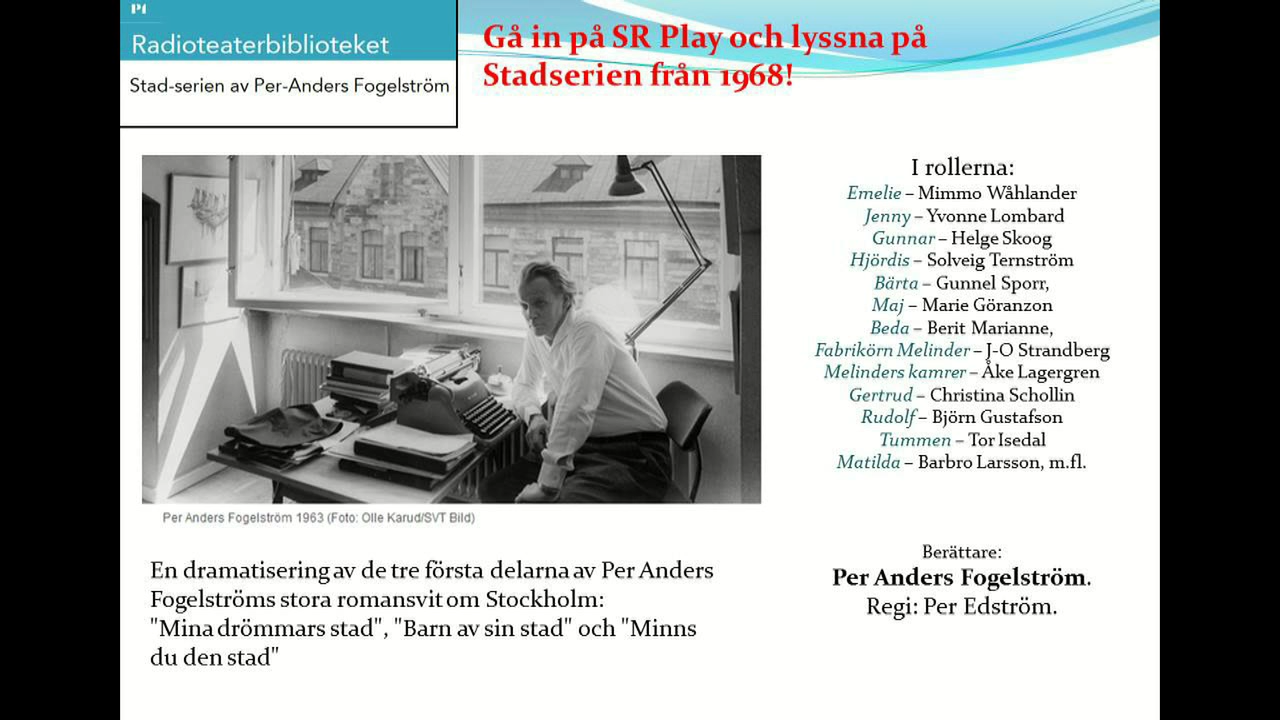 P1
Radioteaterbiblioteket
Stad-serien av Per-Anders Fogelström
Gå in på SR Play och lyssna på
Stadserien från 1968!
Per Anders Fogelström 1963 (Foto: Olle Karud/SVT Bild)
En dramatisering av de tre första delarna av Per Anders
Fogelströms stora romansvit om Stockholm:
"Mina drömmars stad", "Barn av sin stad" och "Minns
du den stad"
I rollerna:
Emelie – Mimmo Wåhlander
Jenny – Yvonne Lombard
Gunnar – Helge Skoog
Hjördis – Solveig Ternström
Bärta – Gunnel Sporr,
Maj – Marie Göranzon
Beda – Berit Marianne,
Fabrikörn Melinder – J-O Strandberg
Melinders kamrer – Åke Lagergren
Gertrud – Christina Schollin
Rudolf – Björn Gustafson
Tummen – Tor Isedal
Matilda – Barbro Larsson, m.fl.
Berättare:
Per Anders Fogelström.
Regi: Per Edström.